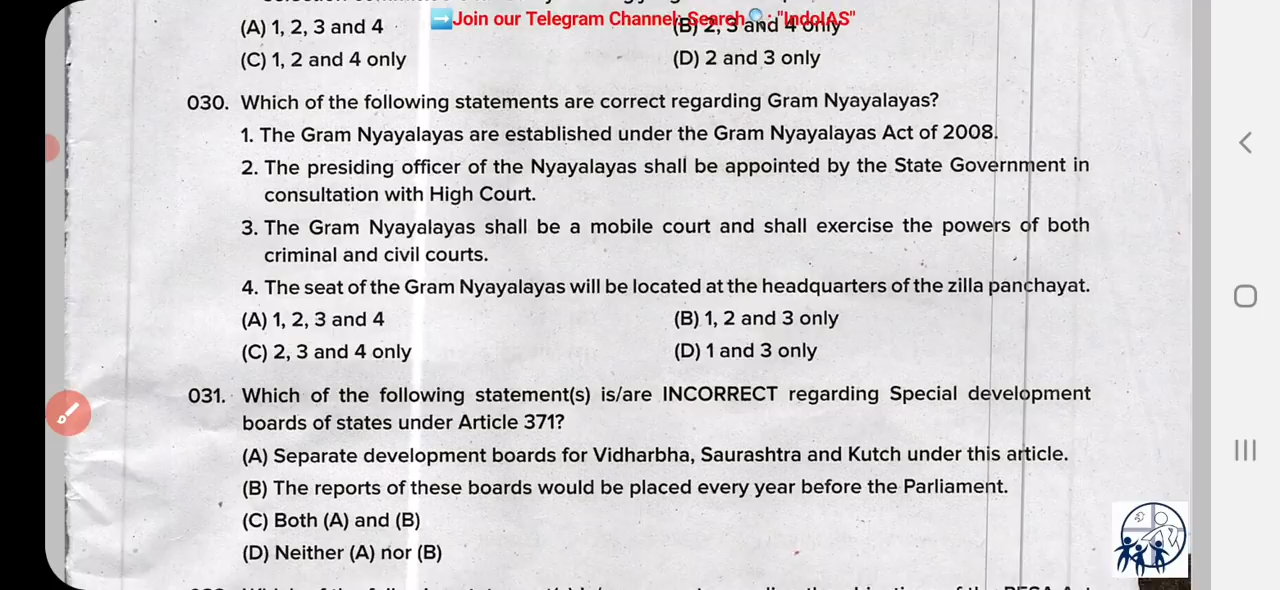 (A) 1, 2, 3 and 4
➡️Join our Telegram Channel: Search🔍: "IndoIAS"
(B) 2, 3 and 4 only
(C) 1, 2 and 4 only
(D) 2 and 3 only
030. Which of the following statements are correct regarding Gram Nyayalayas?
1. The Gram Nyayalayas are established under the Gram Nyayalayas Act of 2008.
2. The presiding officer of the Nyayalayas shall be appointed by the State Government in
consultation with High Court.
3. The Gram Nyayalayas shall be a mobile court and shall exercise the powers of both
criminal and civil courts.
4. The seat of the Gram Nyayalayas will be located at the headquarters of the zilla panchayat.
(A) 1, 2, 3 and 4
(B) 1, 2 and 3 only
(C) 2, 3 and 4 only
(D) 1 and 3 only
031. Which of the following statement(s) is/are INCORRECT regarding Special development
boards of states under Article 371?
(A) Separate development boards for Vidharbha, Saurashtra and Kutch under this article.
(B) The reports of these boards would be placed every year before the Parliament.
(C) Both (A) and (B)
(D) Neither (A) nor (B)